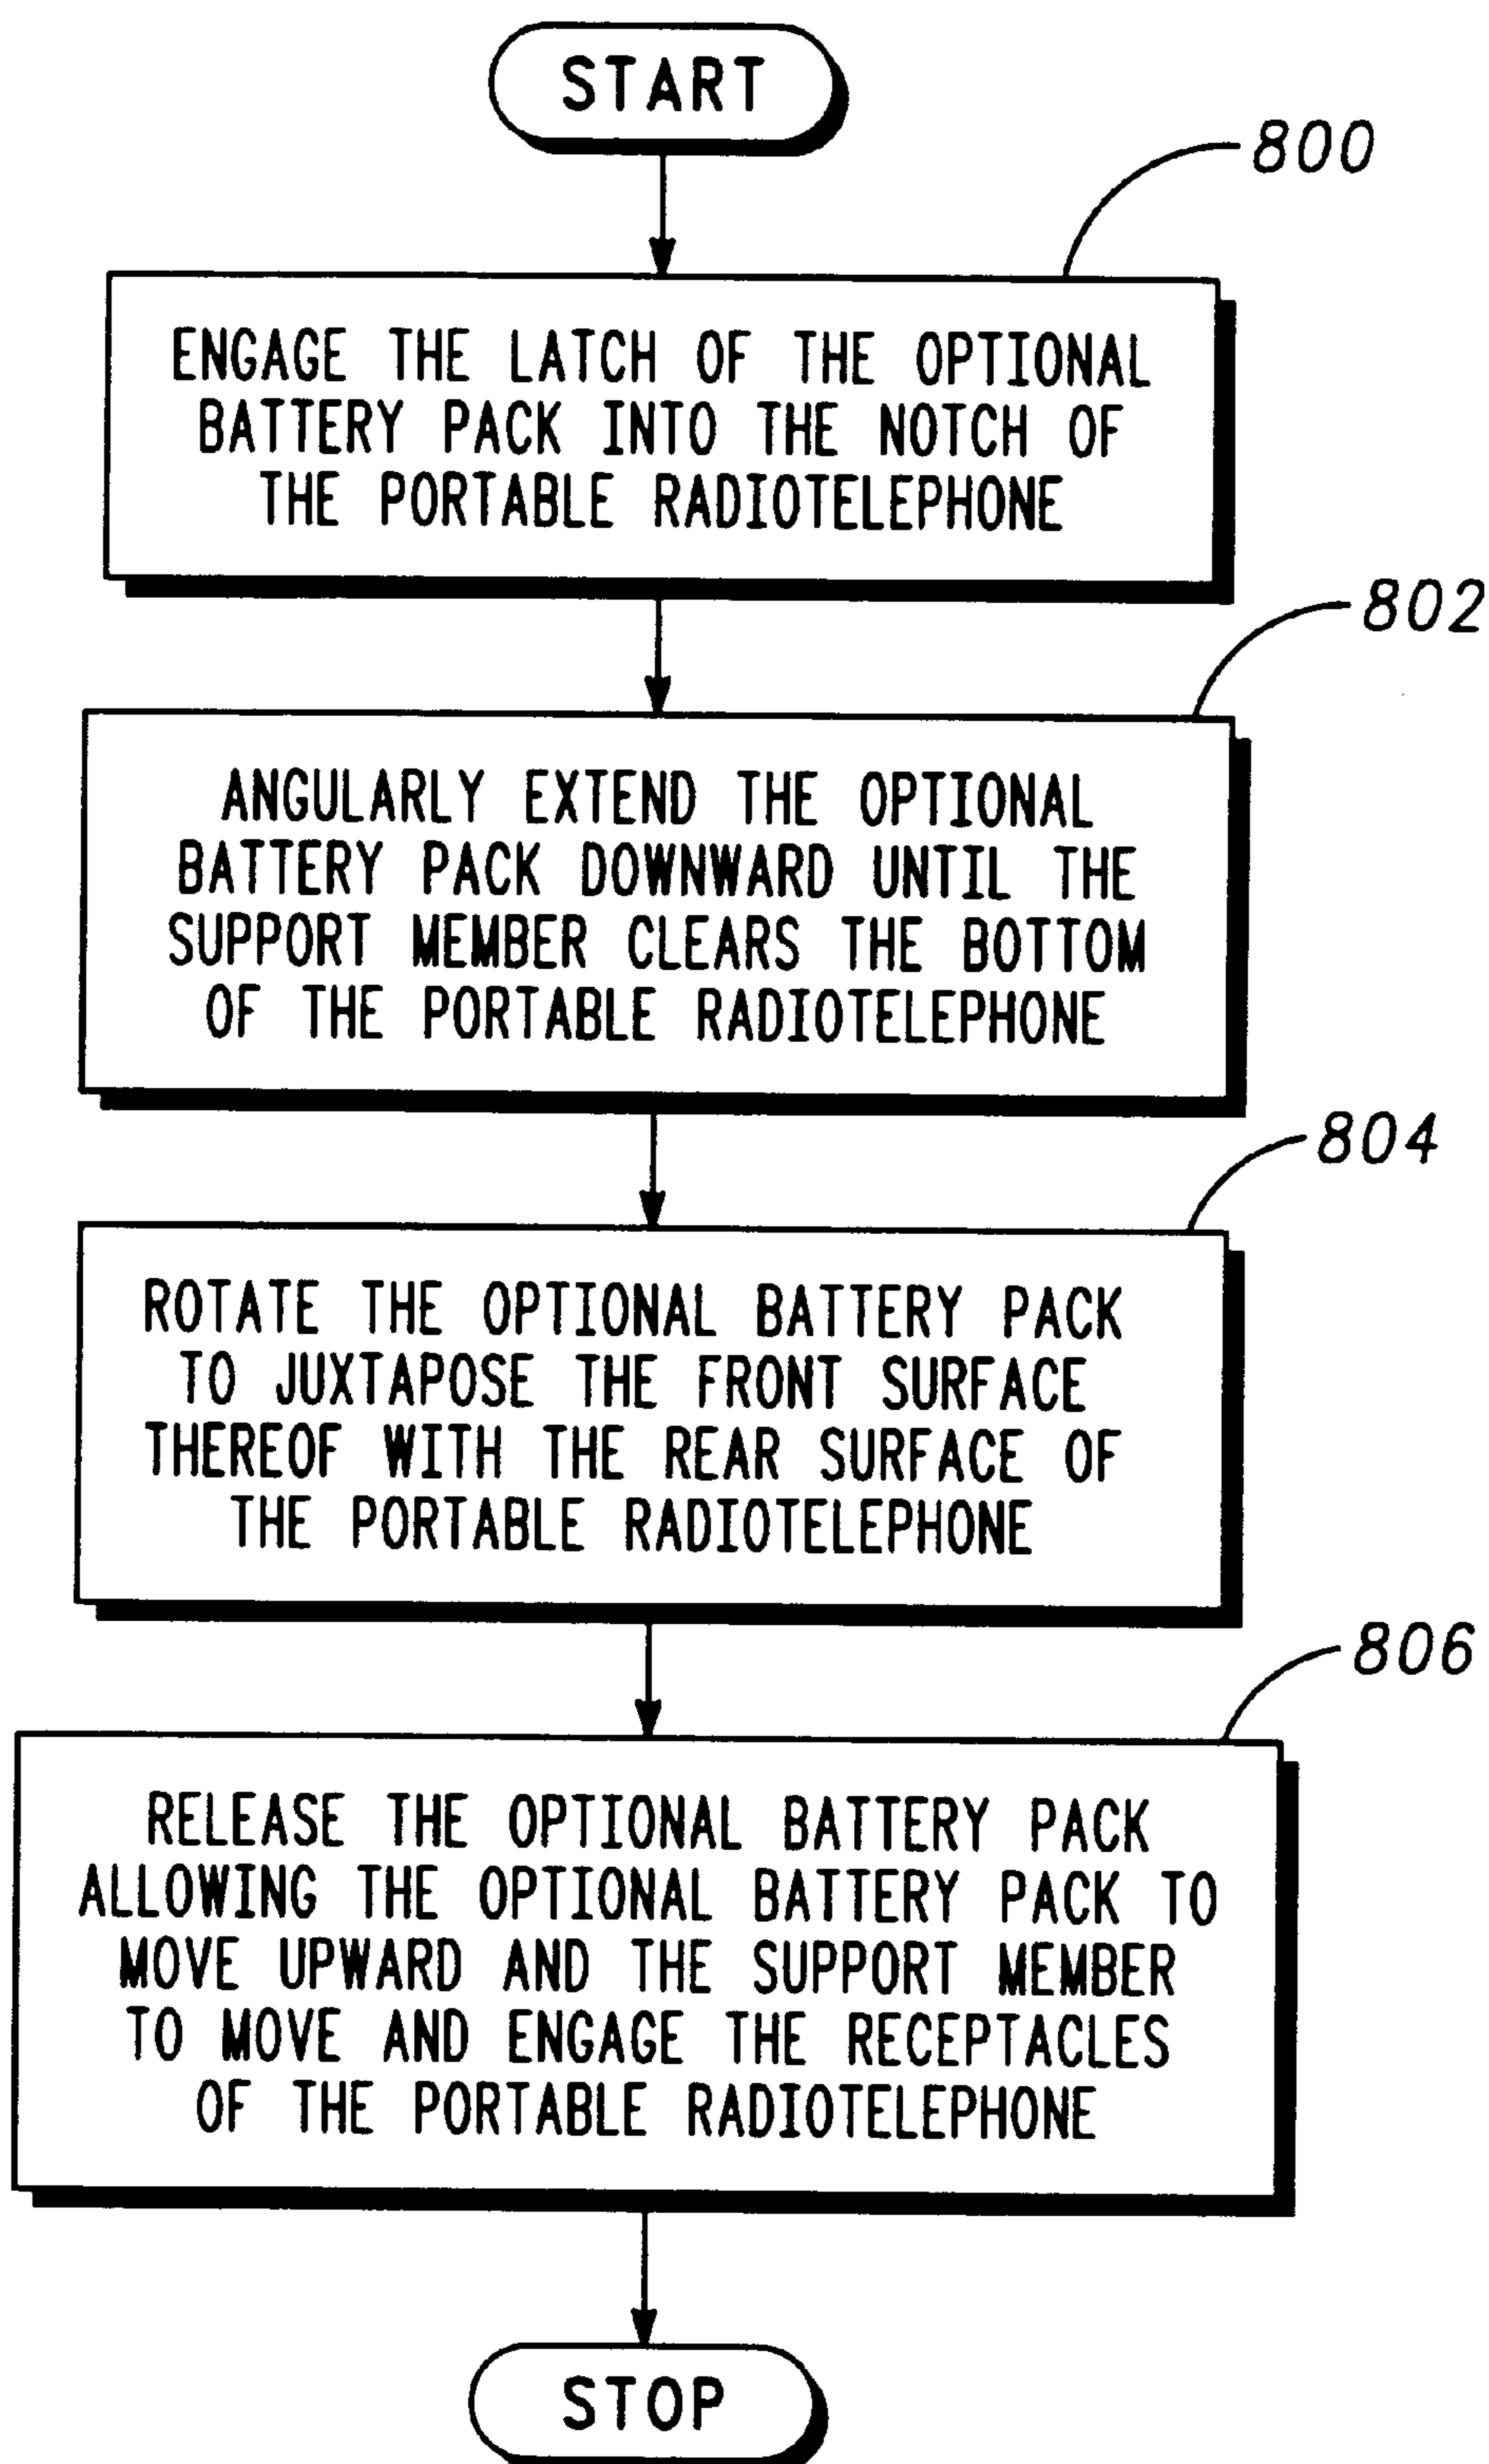 START
800
ENGAGE THE LATCH OF THE OPTIONAL
BATTERY PACK INTO THE NOTCH OF
THE PORTABLE RADIOTELEPHONE
802
ANGULARLY EXTEND THE OPTIONAL
BATTERY PACK DOWNWARD UNTIL THE
SUPPORT MEMBER CLEARS THE BOTTOM
OF THE PORTABLE RADIOTELEPHONE
804
ROTATE THE OPTIONAL BATTERY PACK
TO JUXTAPOSE THE FRONT SURFACE
THEREOF WITH THE REAR SURFACE OF
THE PORTABLE RADIOTELEPHONE
806
RELEASE THE OPTIONAL BATTERY PACK
ALLOWING THE OPTIONAL BATTERY PACK TO
MOVE UPWARD AND THE SUPPORT MEMBER
TO MOVE AND ENGAGE THE RECEPTACLES
OF THE PORTABLE RADIOTELEPHONE
STOP